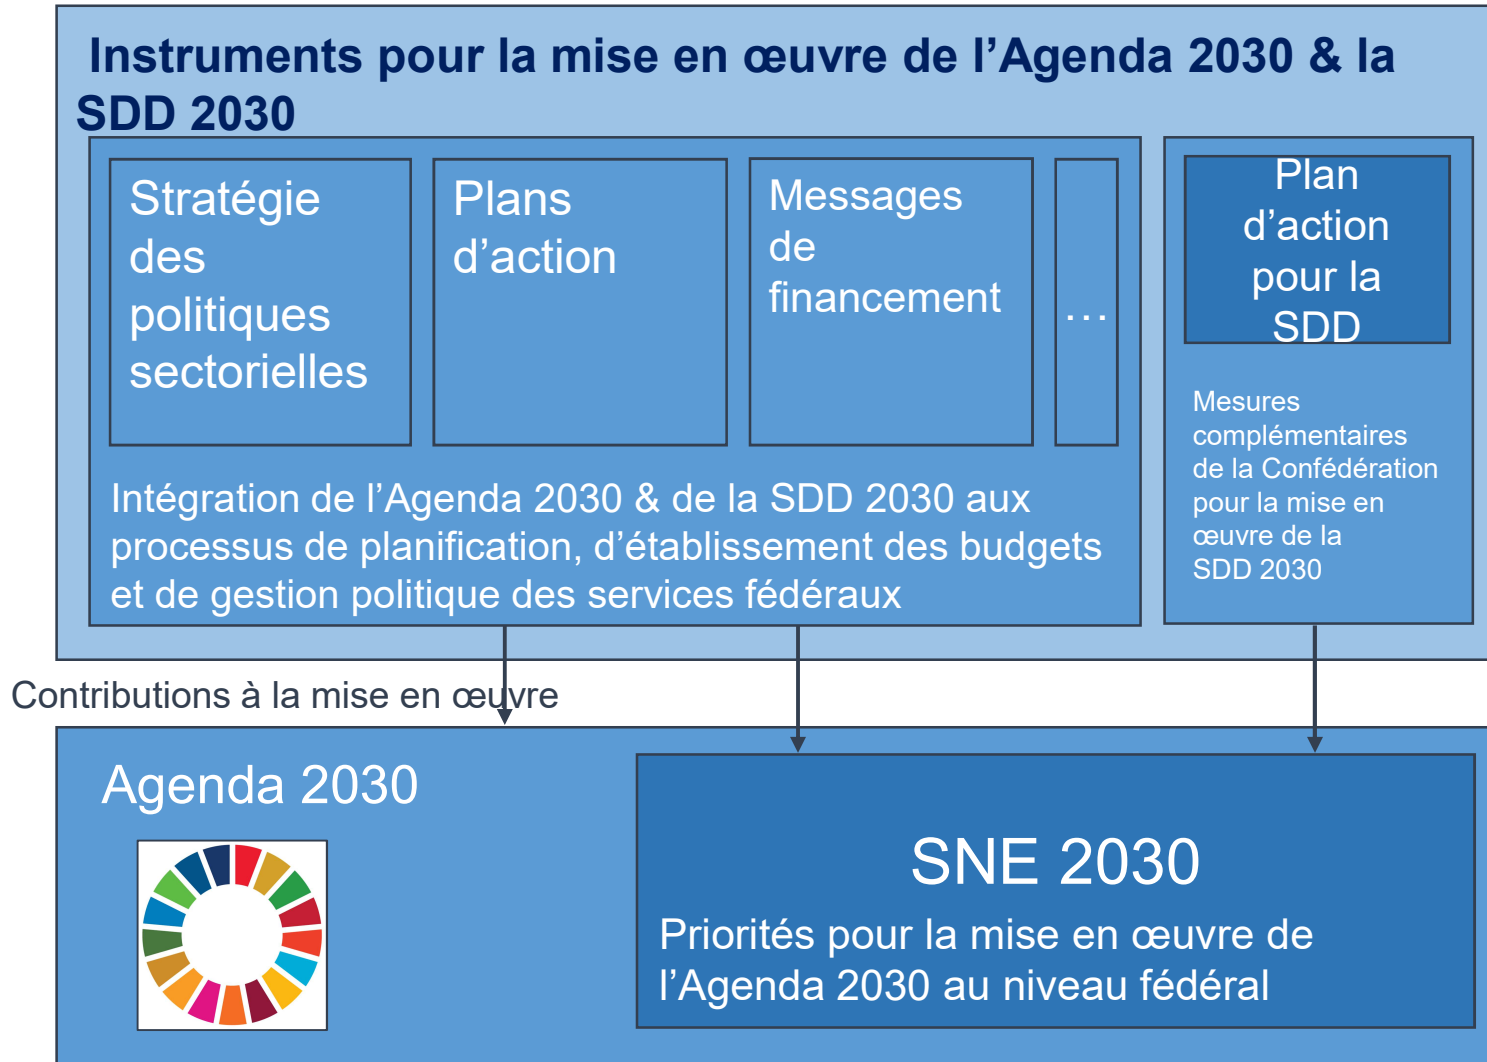 Instruments pour la mise en œuvre de l’Agenda 2030 & la
SDD 2030
Stratégie
des
politiques
sectorielles
Plans
d’action
Messages
de
financement
…
Plan
d’action
pour la
SDD
Mesures
complémentaires
de la Confédération
pour la mise en
œuvre de la
SDD 2030
Intégration de l’Agenda 2030 & de la SDD 2030 aux
processus de planification, d’établissement des budgets
et de gestion politique des services fédéraux
Contributions à la mise en œuvre
Agenda 2030
SNE 2030
Priorités pour la mise en œuvre de
l’Agenda 2030 au niveau fédéral